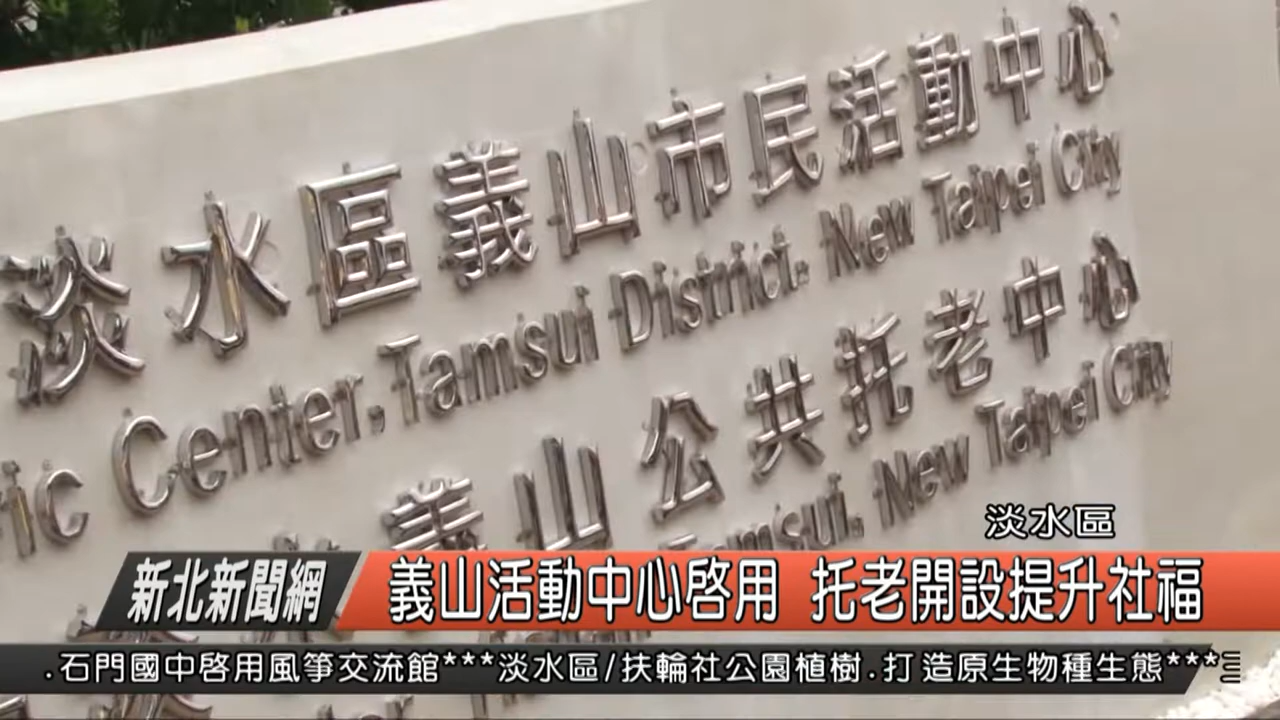 淡水區義山市民活動中心
ic Center, Tamsui District, New Taipei City
義山公共托老中心
Tamsui, New Taipei City
淡水區
新北新聞網
義山活動中心啓用 托老開設提升社福
.石門國中啓用風箏交流館***淡水區/扶輪社公園植樹.打造原生物種生態***三